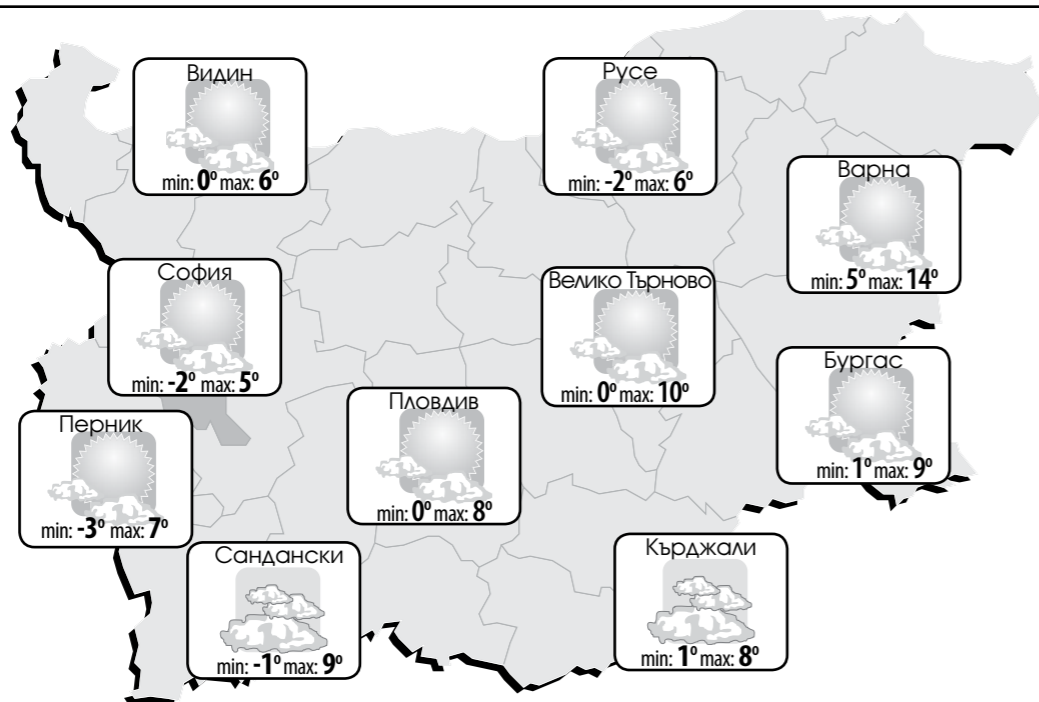 Видин
min: 0° max: 6°
Русе
min: -2° max: 6°
Варна
min: 5° max: 14°
София
min: -2° max: 5°
Велико Търново
min: 0° max: 10°
Бургас
min: 1° max: 9°
Пловдив
min: 0° max: 8°
Перник
min: -3° max: 7°
Сандански
min: -1° max: 9°
Кърджали
min: 1° max: 8°